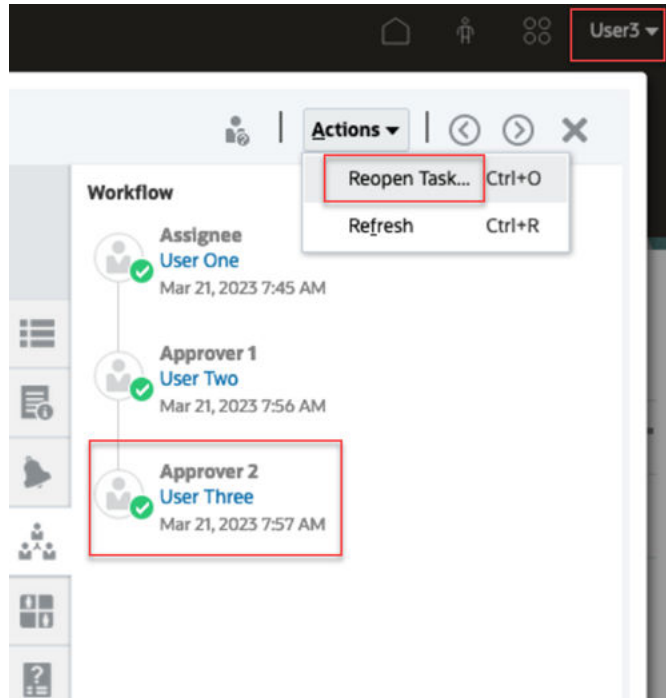 User3
Actions
Reopen Task... Ctrl+O
Refresh Ctrl+R
Workflow
Assignee
User One
Mar 21, 2023 7:45 AM
Approver 1
User Two
Mar 21, 2023 7:56 AM
Approver 2
User Three
Mar 21, 2023 7:57 AM